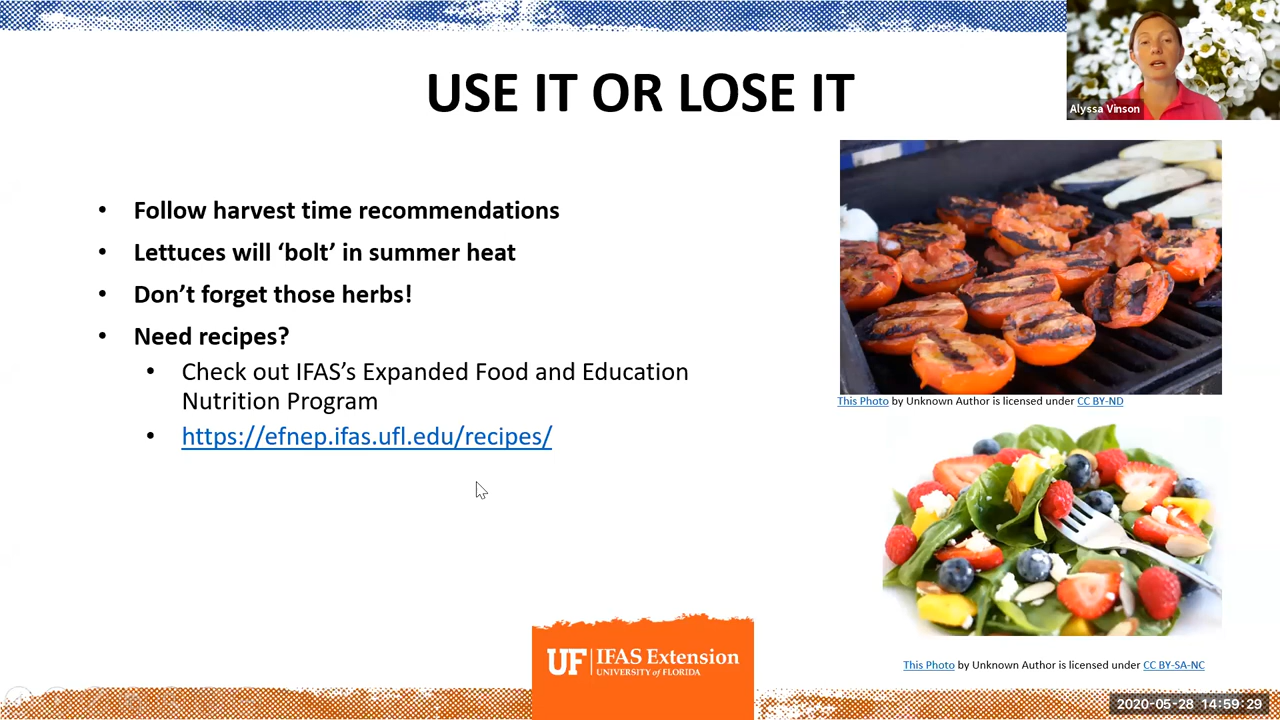 USE IT OR LOSE IT
Alyssa Vinson
• Follow harvest time recommendations
• Lettuces will ‘bolt’ in summer heat
• Don’t forget those herbs!
• Need recipes?
• Check out IFAS’s Expanded Food and Education
Nutrition Program
• https://efnep.ifas.ufl.edu/recipes/
This Photo by Unknown Author is licensed under CC BY-ND
This Photo by Unknown Author is licensed under CC BY-SA-NC
UF IFAS Extension
UNIVERSITY of FLORIDA
2020-05-28 14:59:29